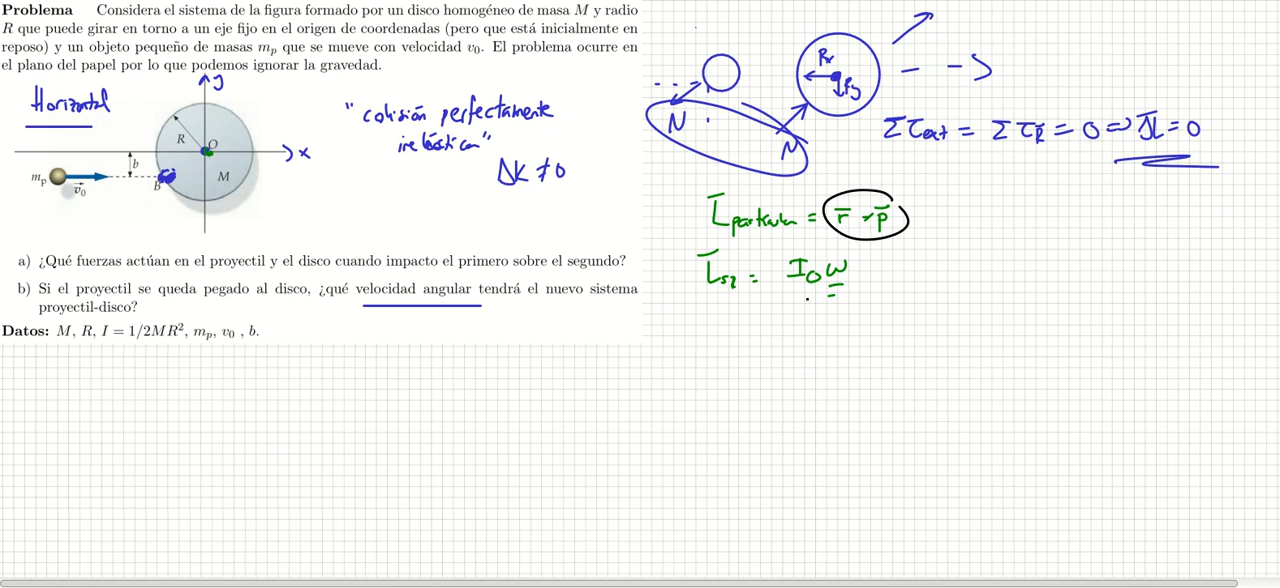 Problema Considera el sistema de la figura formado por un disco homogéneo de masa M y radio
R que puede girar en torno a un eje fijo en el origen de coordenadas (pero que está inicialmente en
reposo) y un objeto pequeño de masas m_p que se mueve con velocidad v_0. El problema ocurre en
el plano del papel por lo que podemos ignorar la gravedad.
Horizontal
y
R
O
x
b
m_p
v_0
B
M
"colisión perfectamente
inelástica"
ΔK ≠ 0
R_x
R_y
N
N
Σ τ_ext = Σ τ_R = 0 ⇒ ΔL = 0
L particula = r × p
L_s2 = I_0 ω
a) ¿Qué fuerzas actúan en el proyectil y el disco cuando impacto el primero sobre el segundo?
b) Si el proyectil se queda pegado al disco, ¿qué velocidad angular tendrá el nuevo sistema
proyectil-disco?
Datos: M, R, I = 1/2MR², m_p, v_0 , b.